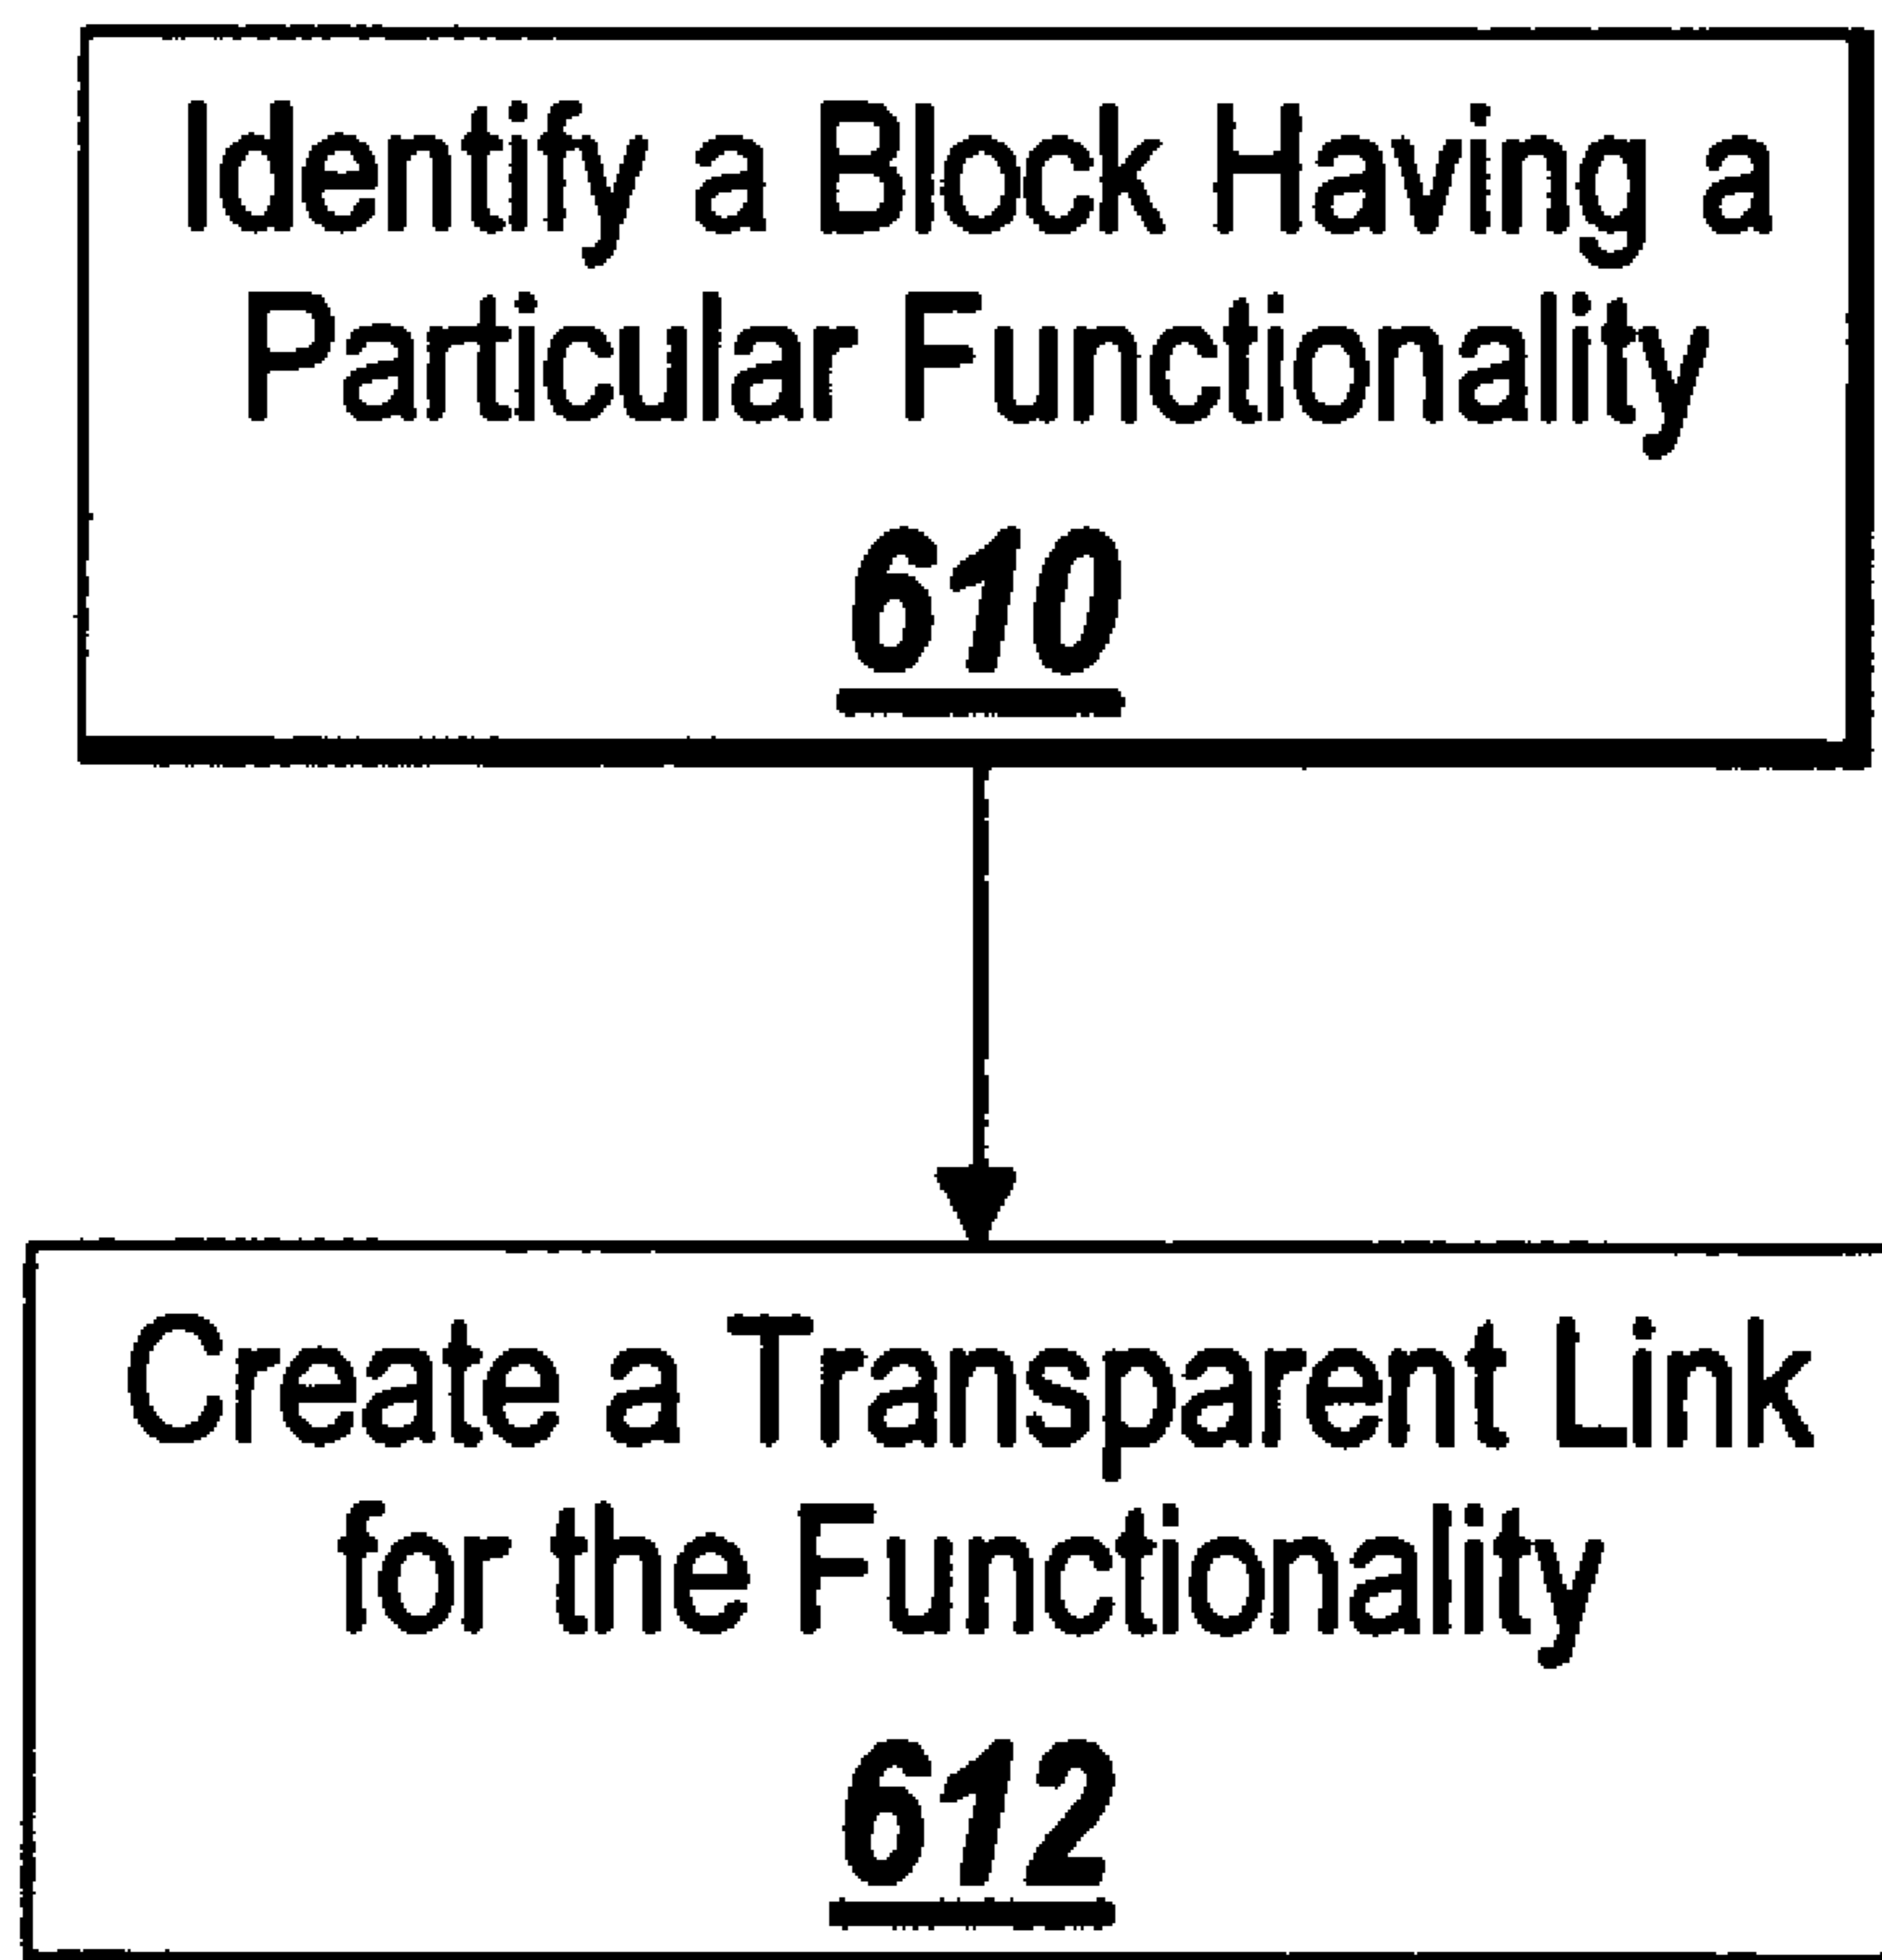 Identify a Block Having a
Particular Functionality
610
Create a Transparent Link
for the Functionality
612